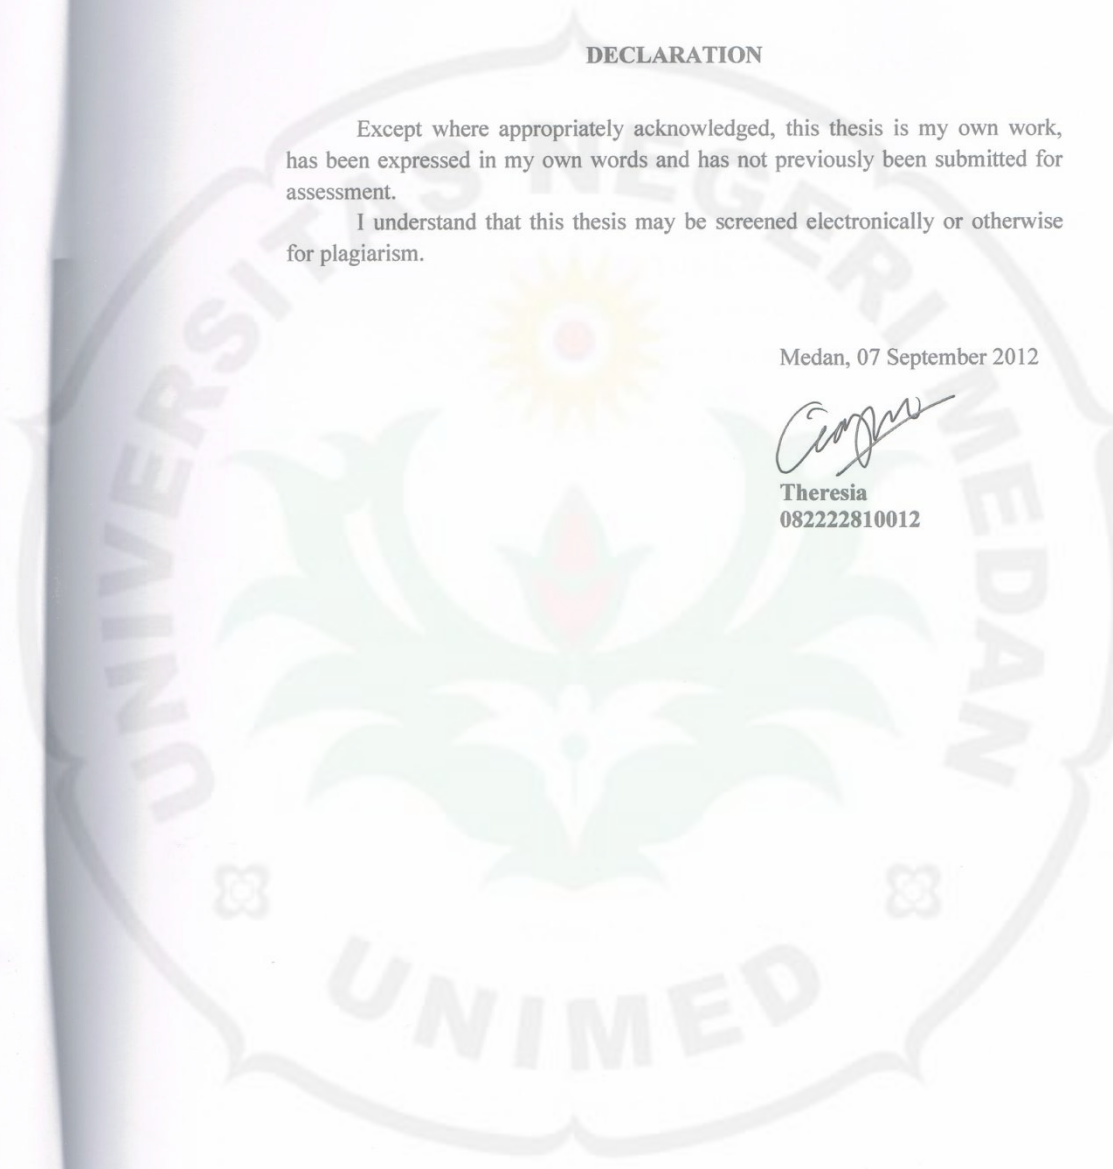 DECLARATION
Except where appropriately acknowledged, this thesis is my own work,
has been expressed in my own words and has not previously been submitted for
assessment.
I understand that this thesis may be screened electronically or otherwise
for plagiarism.
Medan, 07 September 2012
Theresia
082222810012
UNIVERSITAS NEGERI MEDAN
UNIMED